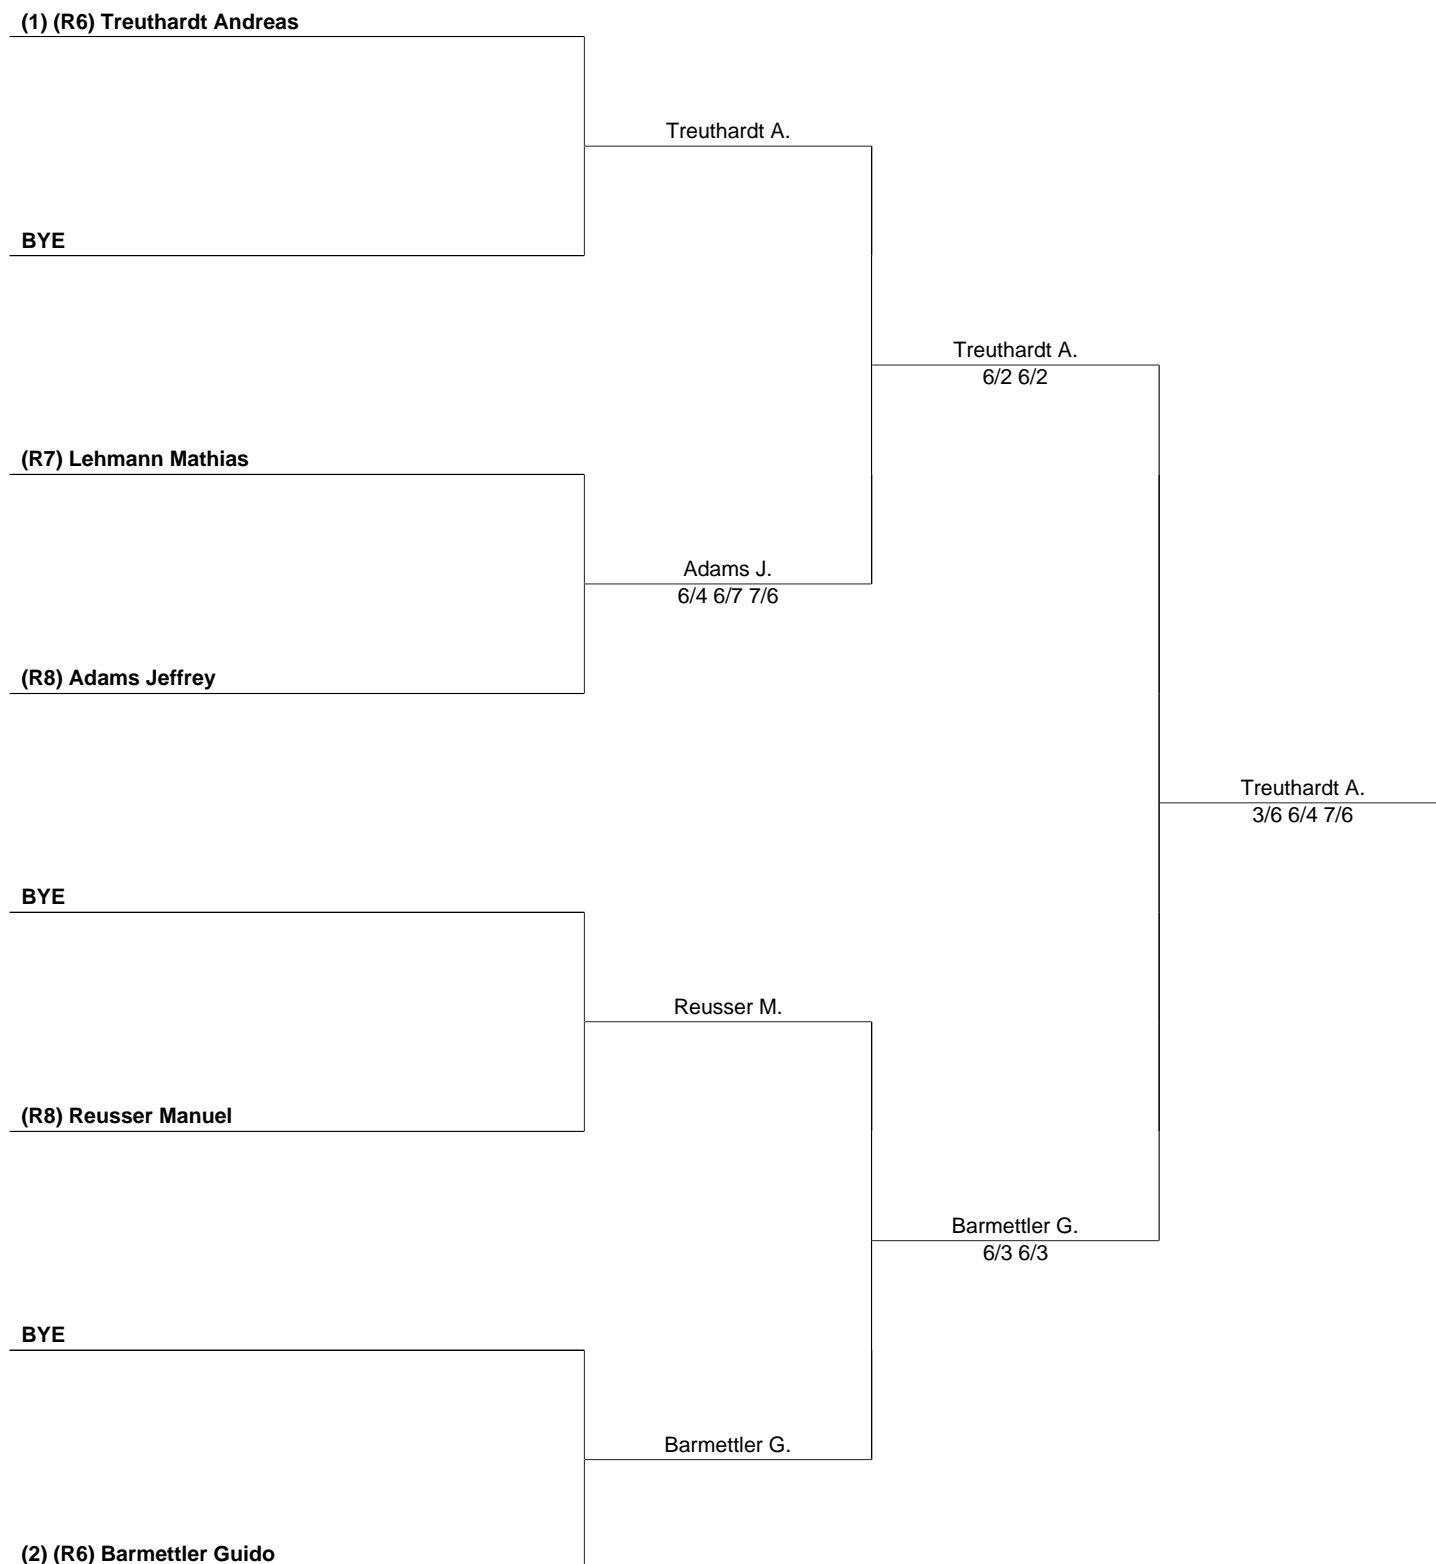 (1) (R6) Treuthardt Andreas
Treuthardt A.
BYE
Treuthardt A.
6/2 6/2
(R7) Lehmann Mathias
Adams J.
6/4 6/7 7/6
(R8) Adams Jeffrey
Treuthardt A.
3/6 6/4 7/6
BYE
Reusser M.
(R8) Reusser Manuel
Barmettler G.
6/3 6/3
BYE
Barmettler G.
(2) (R6) Barmettler Guido